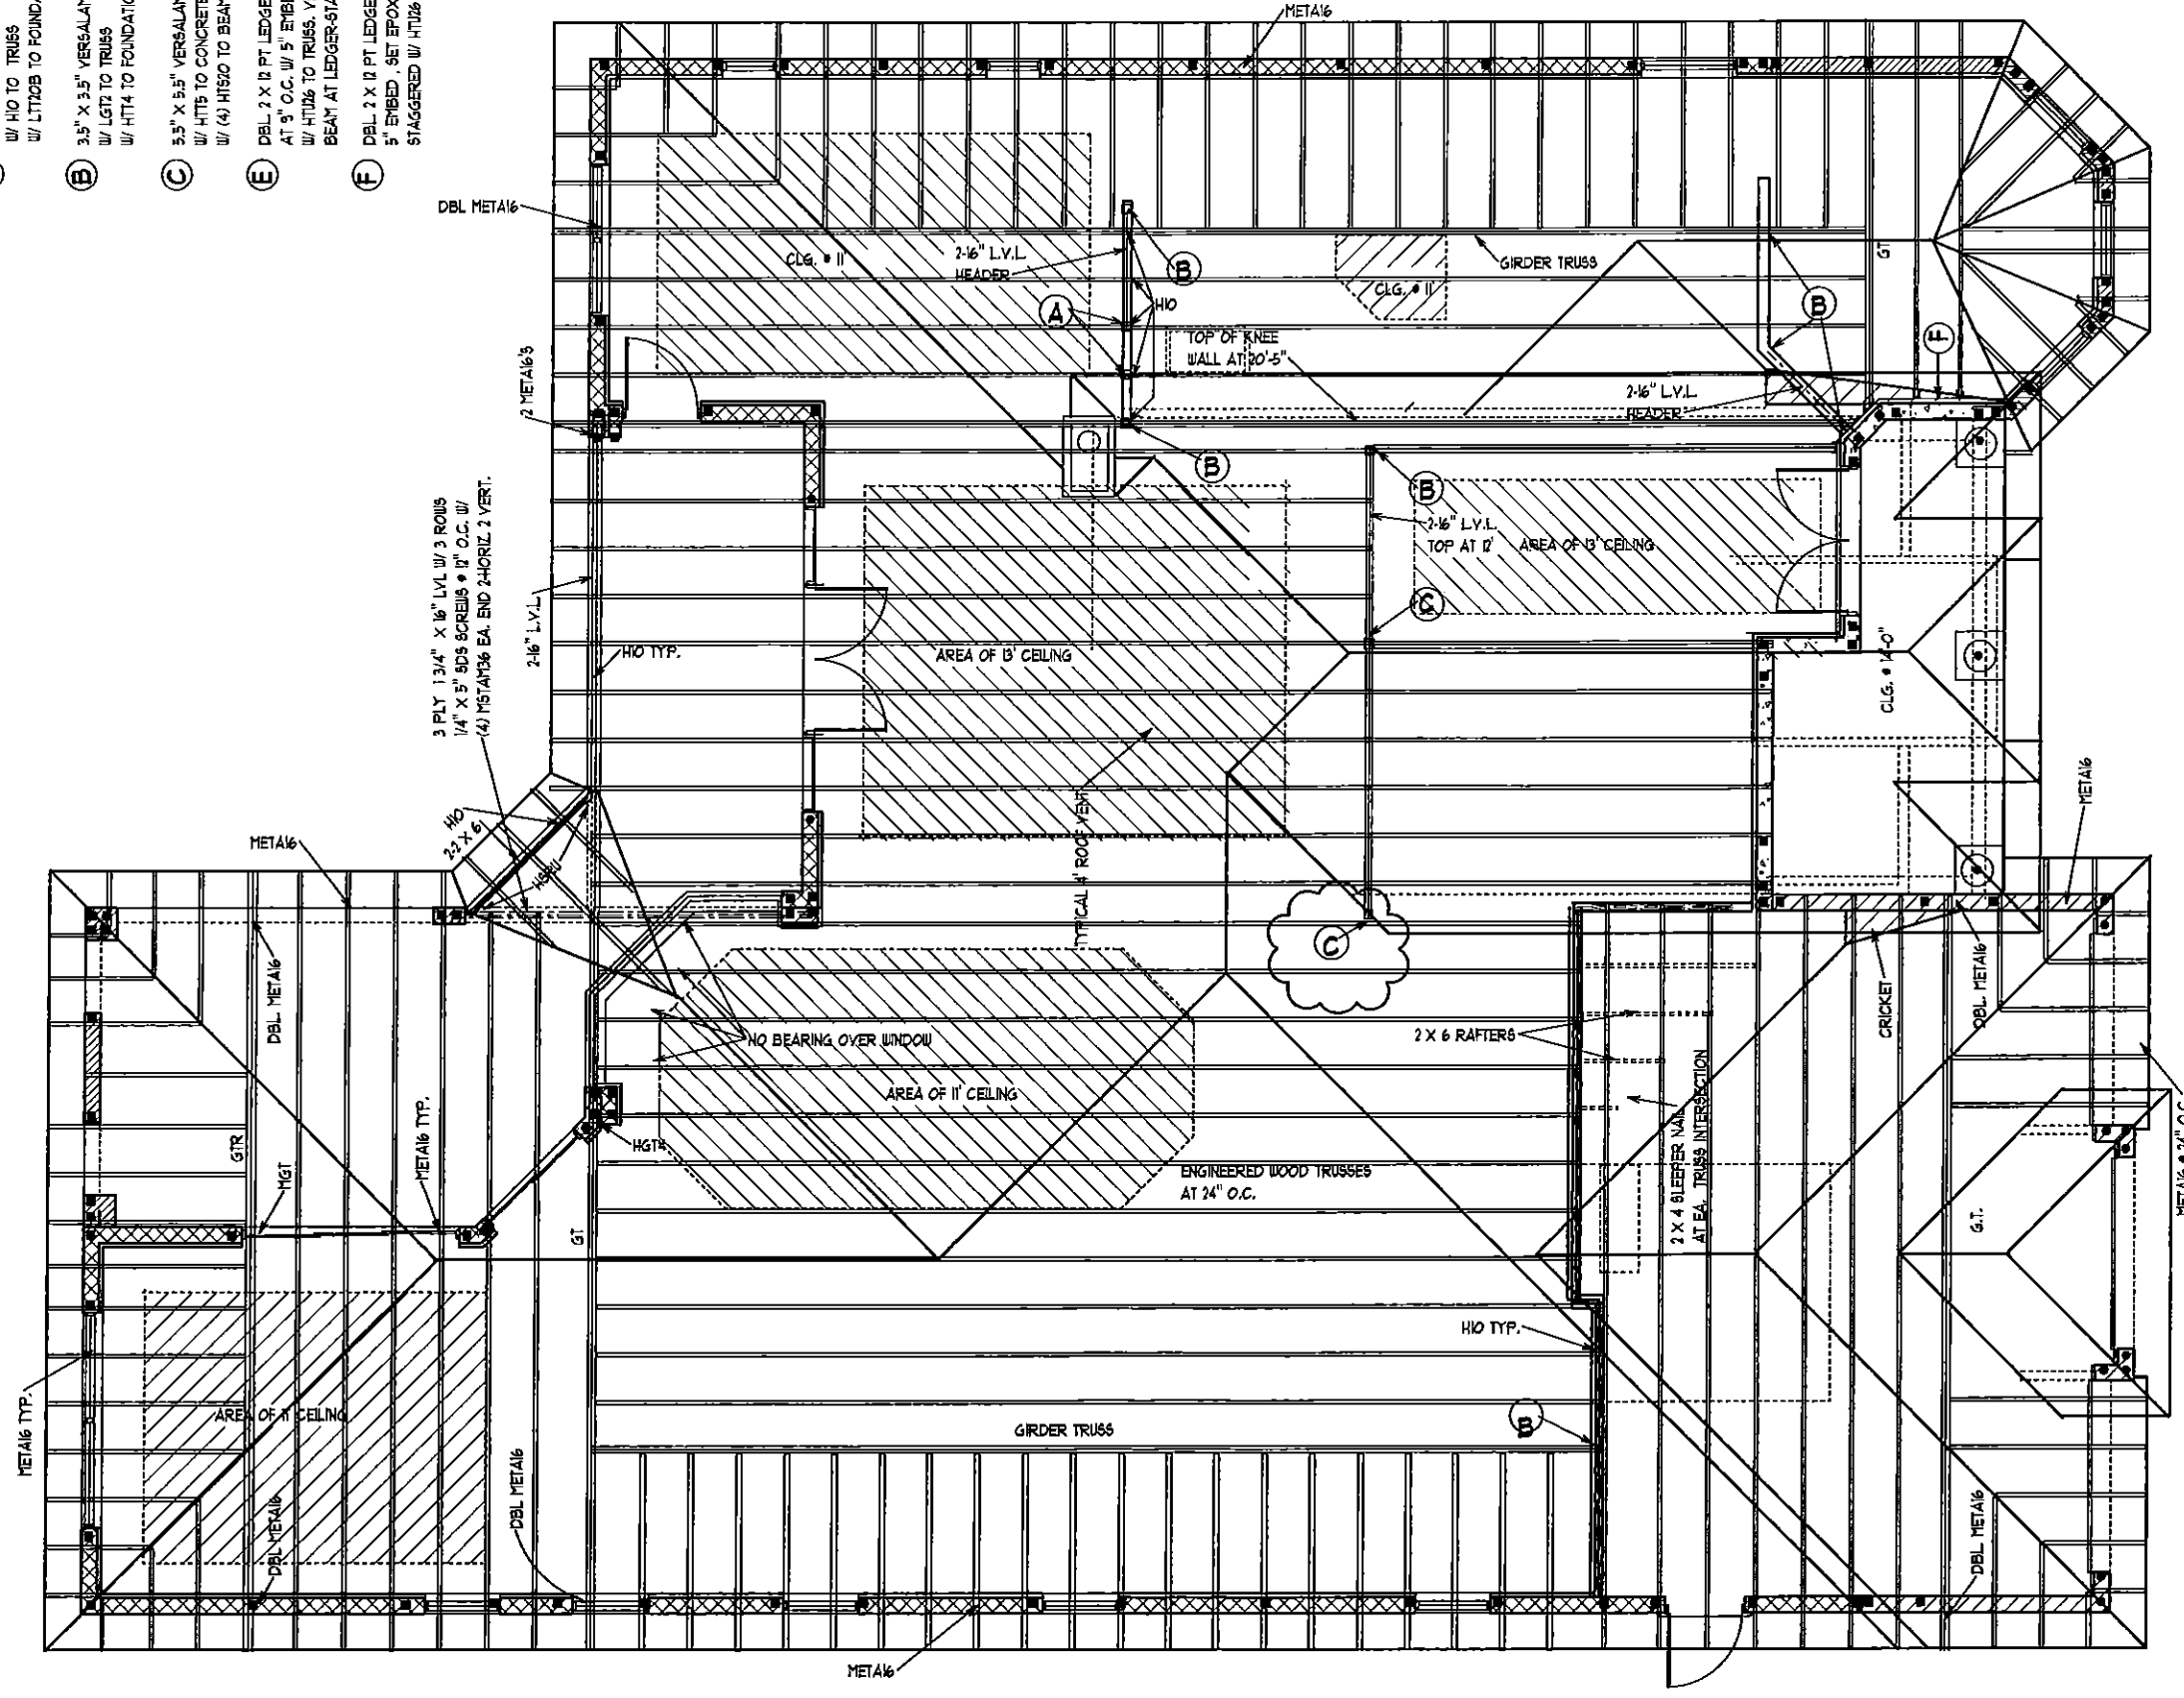 W/ H10 TO TRUSS
W/ LTT20B TO FOUND
B
3.5" X 3.5" VERSALAM
W/ LGT2 TO TRUSS
W/ HTT4 TO FOUNDATIO
C
3.5" X 5.5" VERSALAM
W/ HTT5 TO CONCRETE
W/ (4) HTS20 TO BEAM
E
DBL. 2 X 12 PT LEDGE
AT 9" O.C. W/ 5" EMBE
W/ HTU26 TO TRUSS.
BEAM AT LEDGER-STA
F
DBL. 2 X 12 PT LEDGE
5" EMBED, SET EPOX
STAGGERED W/ HTU26
META16
DBL META16
CLG. @ 11'
2-16" L.V.L.
HEADER
B
H10
A
CLG. @ 11'
GIRDER TRUSS
GT
B
F
TOP OF KNEE
WALL AT 20'-5"
2-16" L.V.L.
HEADER
2 META16'S
B
B
2-16" L.V.L.
TOP AT 12'
AREA OF 13' CEILING
C
3 PLY 1 3/4" X 16" LVL W/ 3 ROWS
1/4" X 5" SDS SCREWS @ 12" O.C. W/
(4) MSTAM36 EA. END 2-HORIZ. 2 VERT.
2-16" L.V.L.
H10 TYP.
AREA OF 13' CEILING
CLG. @ 14'-0"
META16
H10
2-2 X 6
TYPICAL 4' ROOF VENT
META16
DBL. META16
C
NO BEARING OVER WINDOW
AREA OF 11' CEILING
2 X 6 RAFTERS
CRICKET
DBL. META16
GTR
MGT
META16 TYP.
HGT4
GT
ENGINEERED WOOD TRUSSES
AT 24" O.C.
2 X 4 SLEEPER NAIL
AT EA. TRUSS INTERSECTION
G.T.
META16 @ 24" O.C.
META16 TYP.
AREA OF 11' CEILING
DBL META16
DBL META16
GIRDER TRUSS
H10 TYP.
B
DBL META16
META16